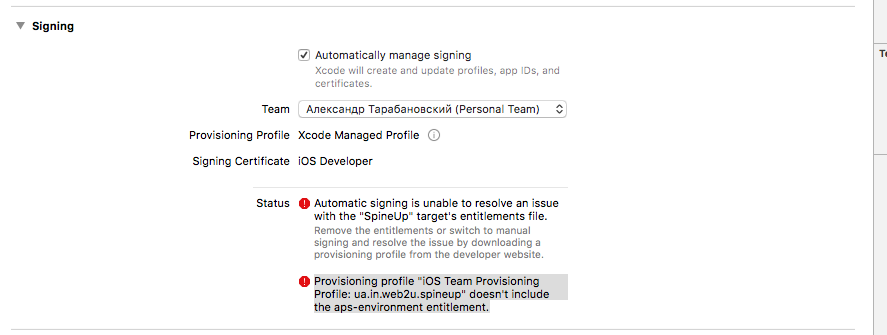 Signing
Automatically manage signing
Xcode will create and update profiles, app IDs, and
certificates.
Team Александр Тарабановский (Personal Team)
Provisioning Profile Xcode Managed Profile
Signing Certificate iOS Developer
Status Automatic signing is unable to resolve an issue
with the "SpineUp" target's entitlements file.
Remove the entitlements or switch to manual
signing and resolve the issue by downloading a
provisioning profile from the developer website.
Provisioning profile "iOS Team Provisioning
Profile: ua.in.web2u.spineup" doesn't include
the aps-environment entitlement.